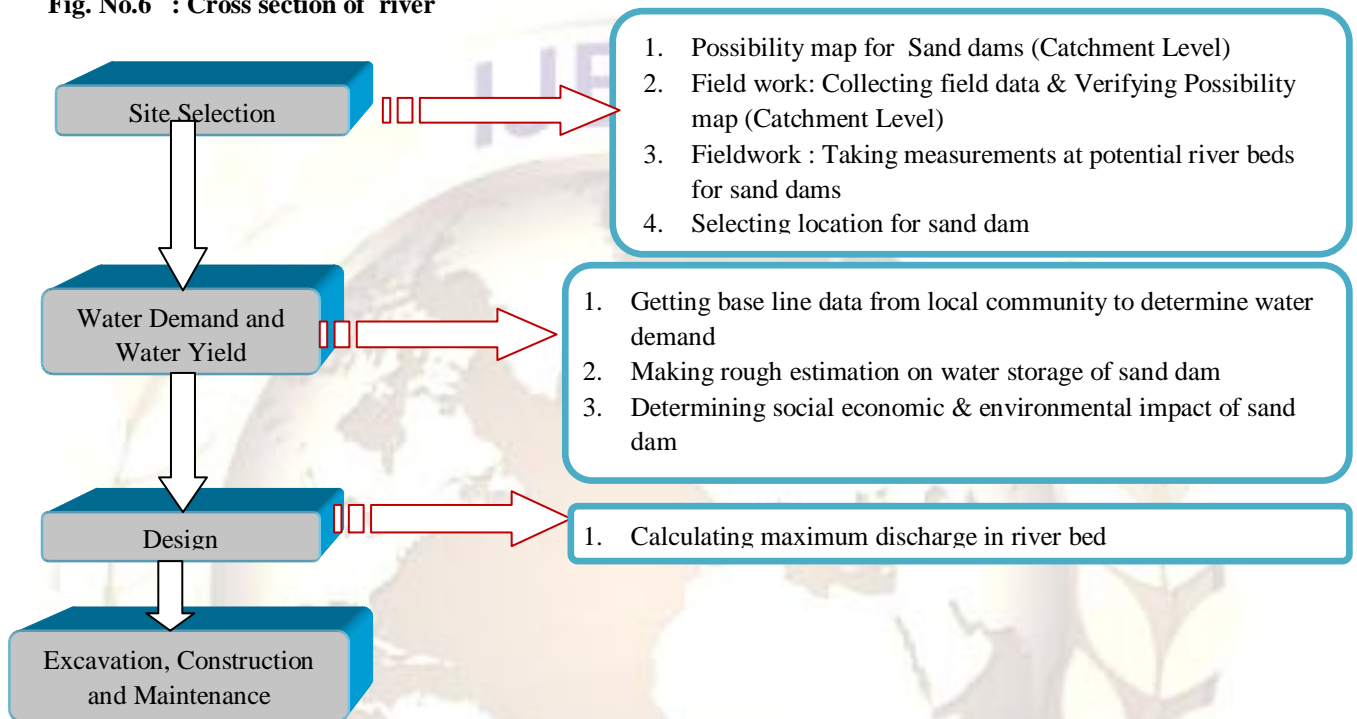 Fig. No.6 : Cross section of river
Site Selection
1. Possibility map for Sand dams (Catchment Level)
2. Field work: Collecting field data & Verifying Possibility
map (Catchment Level)
3. Fieldwork : Taking measurements at potential river beds
for sand dams
4. Selecting location for sand dam
Water Demand and
Water Yield
1. Getting base line data from local community to determine water
demand
2. Making rough estimation on water storage of sand dam
3. Determining social economic & environmental impact of sand
dam
Design
1. Calculating maximum discharge in river bed
Excavation, Construction
and Maintenance